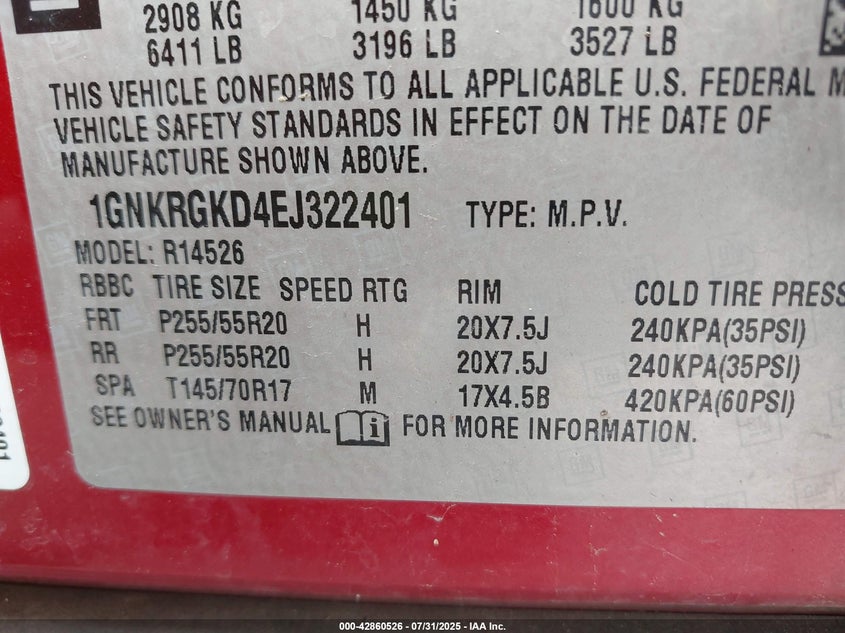 2908 KG 1450 KG 1600 KG
6411 LB 3196 LB 3527 LB
THIS VEHICLE CONFORMS TO ALL APPLICABLE U.S. FEDERAL M
VEHICLE SAFETY STANDARDS IN EFFECT ON THE DATE OF
MANUFACTURE SHOWN ABOVE.
1GNKRGKD4EJ322401 TYPE: M.P.V.
MODEL: R14526
RBBC TIRE SIZE SPEED RTG RIM COLD TIRE PRESS
FRT P255/55R20 H 20X7.5J 240KPA(35PSI)
RR P255/55R20 H 20X7.5J 240KPA(35PSI)
SPA T145/70R17 M 17X4.5B 420KPA(60PSI)
SEE OWNER'S MANUAL FOR MORE INFORMATION.
000-42860526 - 07/31/2025 - IAA Inc.